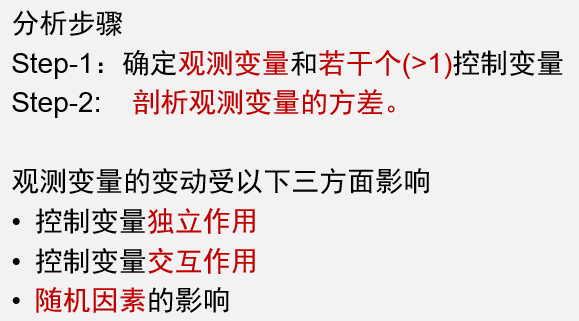 分析步骤
Step-1：确定观测变量和若干个(>1)控制变量
Step-2: 剖析观测变量的方差。
观测变量的变动受以下三方面影响
• 控制变量独立作用
• 控制变量交互作用
• 随机因素的影响